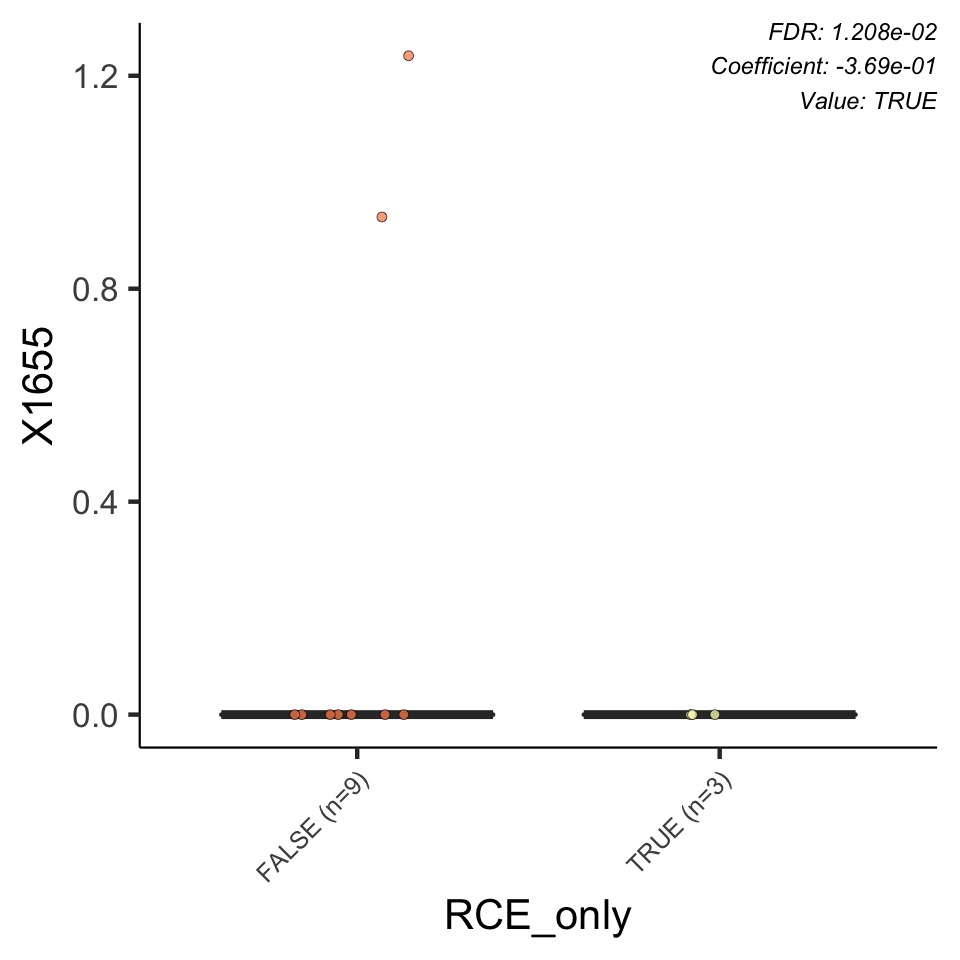 FDR: 1.208e-02
Coefficient: -3.69e-01
Value: TRUE
1.2
0.8
0.4
0.0
X1655
FALSE (n=9)
TRUE (n=3)
RCE_only